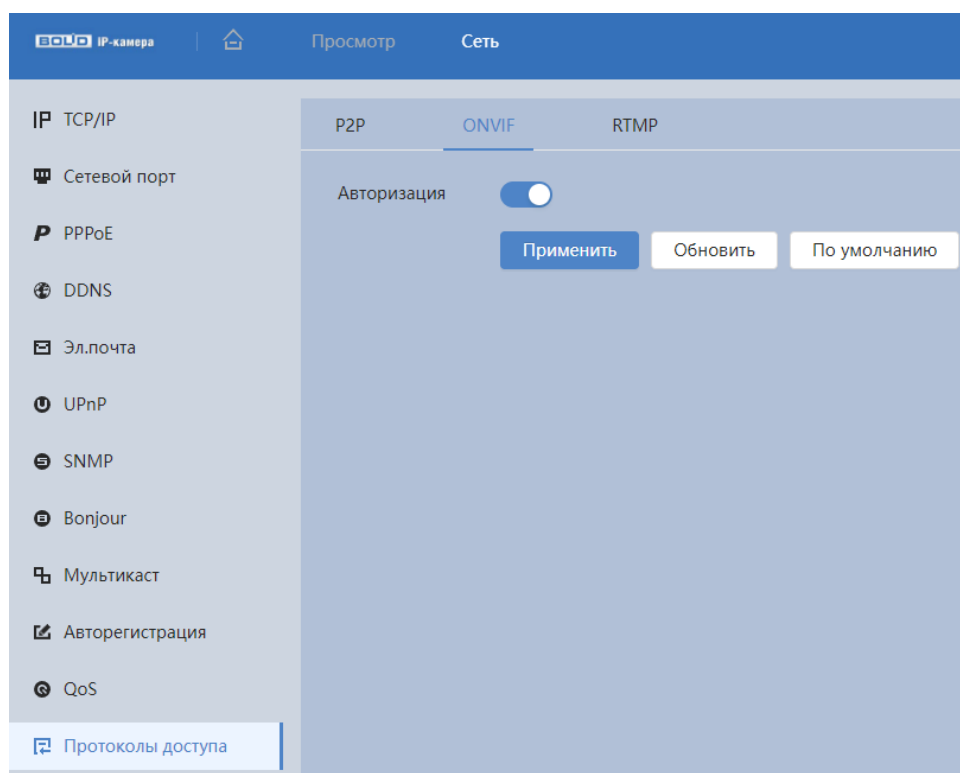 BOLID IP-камера Просмотр Сеть
TCP/IP
Сетевой порт
PPPoE
DDNS
Эл.почта
UPnP
SNMP
Bonjour
Мультикаст
Авторегистрация
QoS
Протоколы доступа
P2P ONVIF RTMP
Авторизация
Применить Обновить По умолчанию